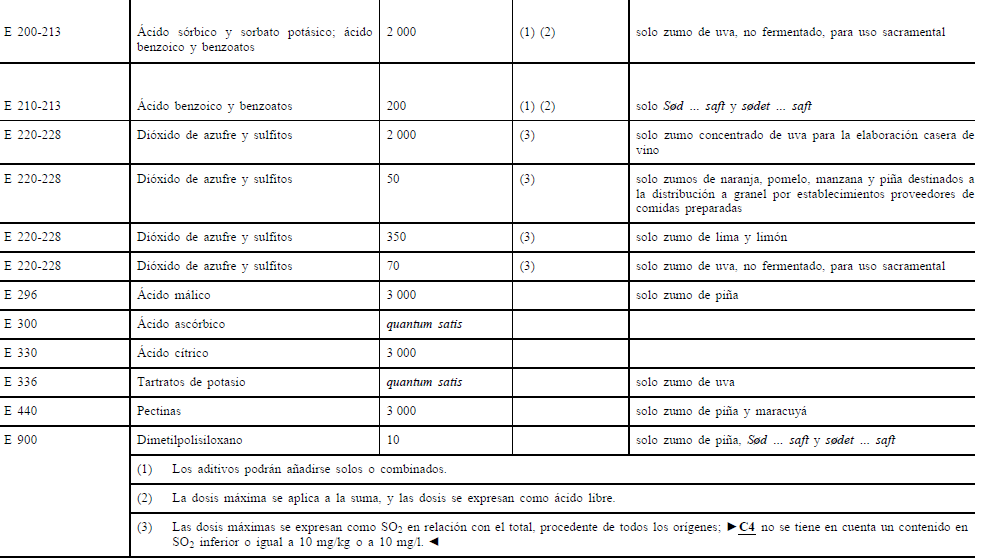 E 200-213 Ácido sórbico y sorbato potásico; ácido 2 000 (1) (2) solo zumo de uva, no fermentado, para uso sacramental
benzoico y benzoatos
E 210-213 Ácido benzoico y benzoatos 200 (1) (2) solo Sød ... saft y sødet ... saft
E 220-228 Dióxido de azufre y sulfitos 2 000 (3) solo zumo concentrado de uva para la elaboración casera de
vino
E 220-228 Dióxido de azufre y sulfitos 50 (3) solo zumos de naranja, pomelo, manzana y piña destinados a
la distribución a granel por establecimientos proveedores de
comidas preparadas
E 220-228 Dióxido de azufre y sulfitos 350 (3) solo zumo de lima y limón
E 220-228 Dióxido de azufre y sulfitos 70 (3) solo zumo de uva, no fermentado, para uso sacramental
E 296 Ácido málico 3 000 solo zumo de piña
E 300 Ácido ascórbico quantum satis
E 330 Ácido cítrico 3 000
E 336 Tartratos de potasio quantum satis solo zumo de uva
E 440 Pectinas 3 000 solo zumo de piña y maracuyá
E 900 Dimetilpolisiloxano 10 solo zumo de piña, Sød ... saft y sødet ... saft
(1) Los aditivos podrán añadirse solos o combinados.
(2) La dosis máxima se aplica a la suma, y las dosis se expresan como ácido libre.
(3) Las dosis máximas se expresan como SO₂ en relación con el total, procedente de todos los orígenes; ►C4 no se tiene en cuenta un contenido en
SO₂ inferior o igual a 10 mg/kg o a 10 mg/l. ◄